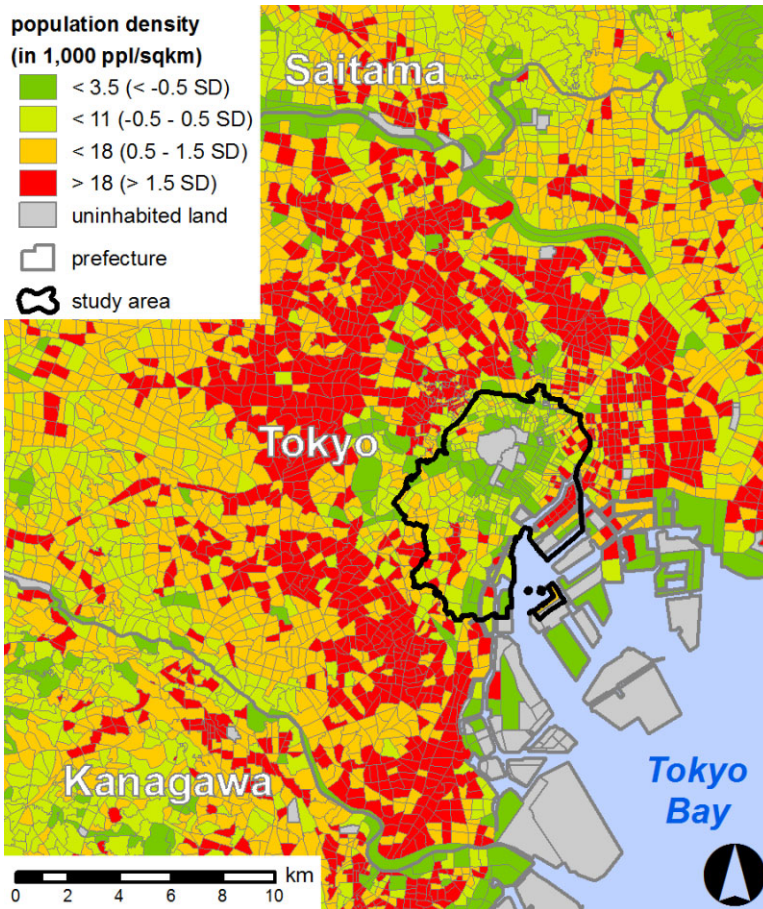 population density
(in 1,000 ppl/sqkm)
< 3.5 (< -0.5 SD)
< 11 (-0.5 - 0.5 SD)
< 18 (0.5 - 1.5 SD)
> 18 (> 1.5 SD)
uninhabited land
prefecture
study area
Saitama
Tokyo
Kanagawa
Tokyo
Bay
km
0 2 4 6 8 10